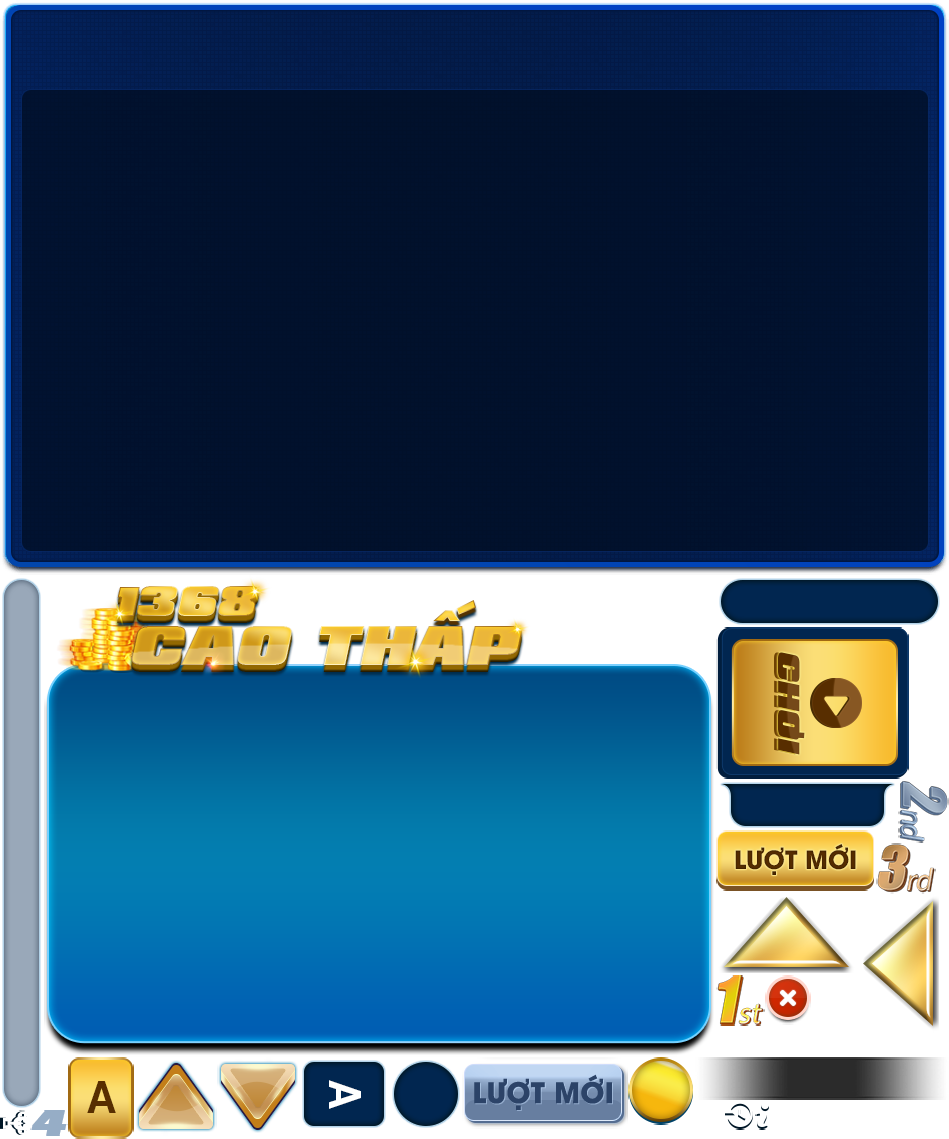 1368
CAO THẤP
CHƠI
2nd
LƯỢT MỚI
3rd
1st
A
A
LƯỢT MỚI
4
i